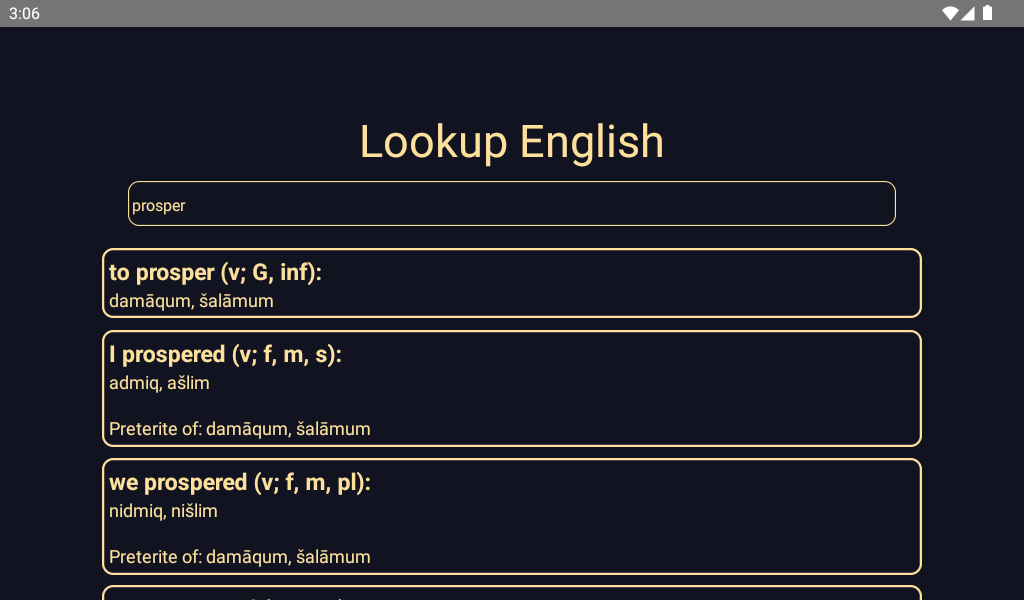 3:06
Lookup English
prosper
to prosper (v; G, inf):
damāqum, šalāmum
I prospered (v; f, m, s):
admiq, ašlim
Preterite of: damāqum, šalāmum
we prospered (v; f, m, pl):
nidmiq, nišlim
Preterite of: damāqum, šalāmum